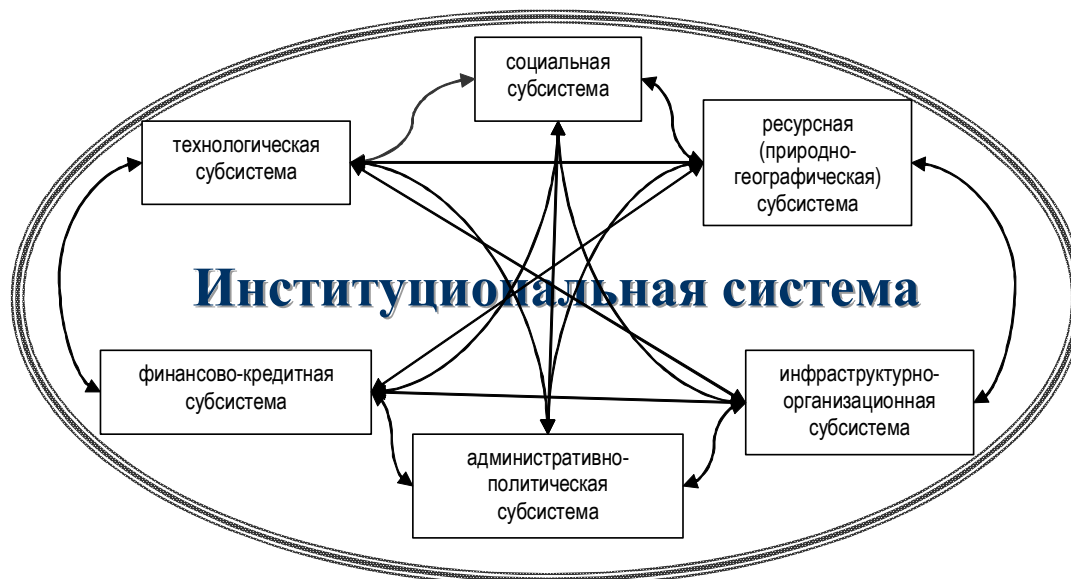 социальная
субсистема
технологическая
субсистема
ресурсная
(природно-
географическая)
субсистема
Институциональная система
финансово-кредитная
субсистема
инфраструктурно-
организационная
субсистема
административно-
политическая
субсистема